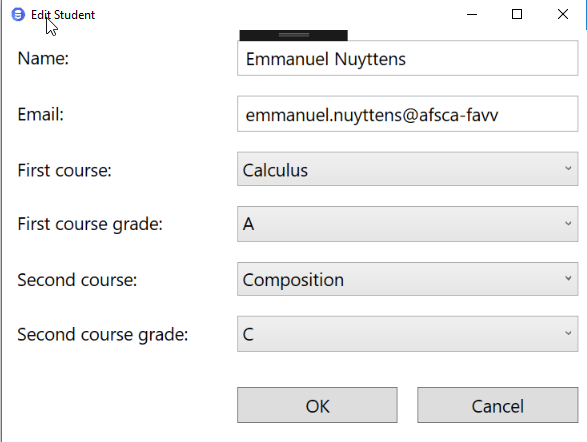 Edit Student
Name: Emmanuel Nuyttens
Email: emmanuel.nuyttens@afsca-favv
First course: Calculus
First course grade: A
Second course: Composition
Second course grade: C
OK Cancel